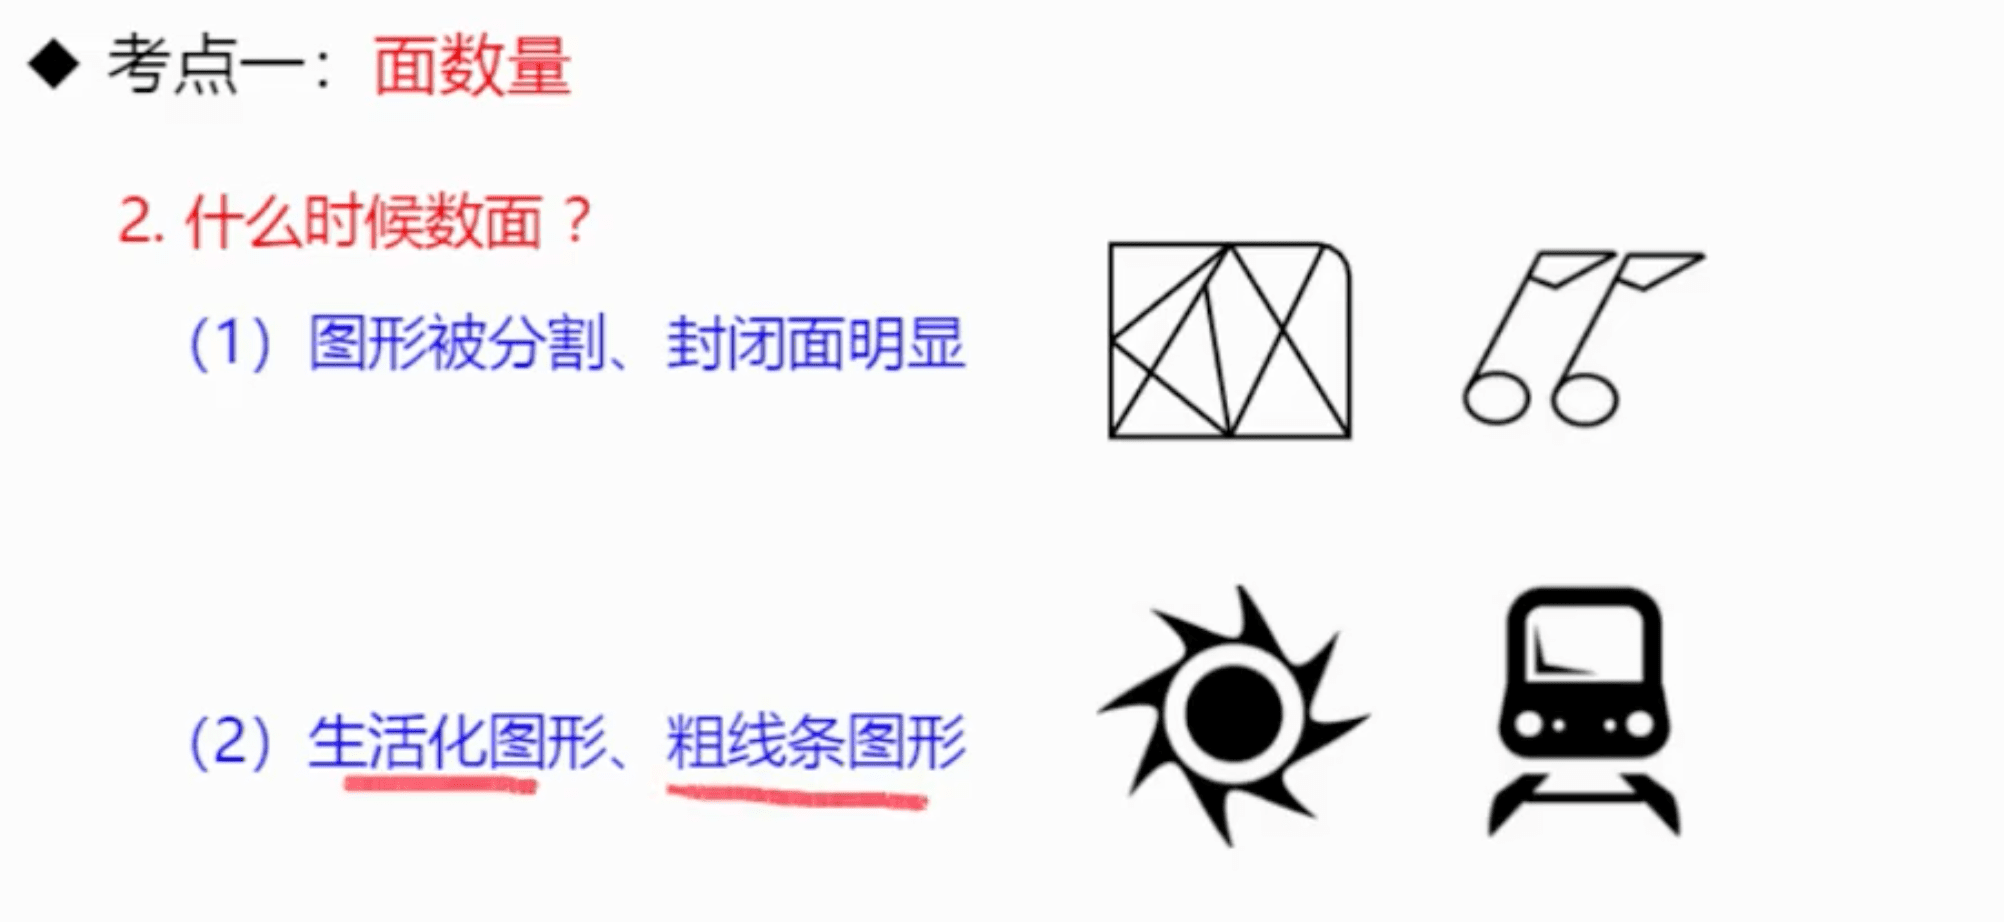 ◆ 考点一：面数量
2. 什么时候数面？
（1）图形被分割、封闭面明显
（2）生活化图形、粗线条图形